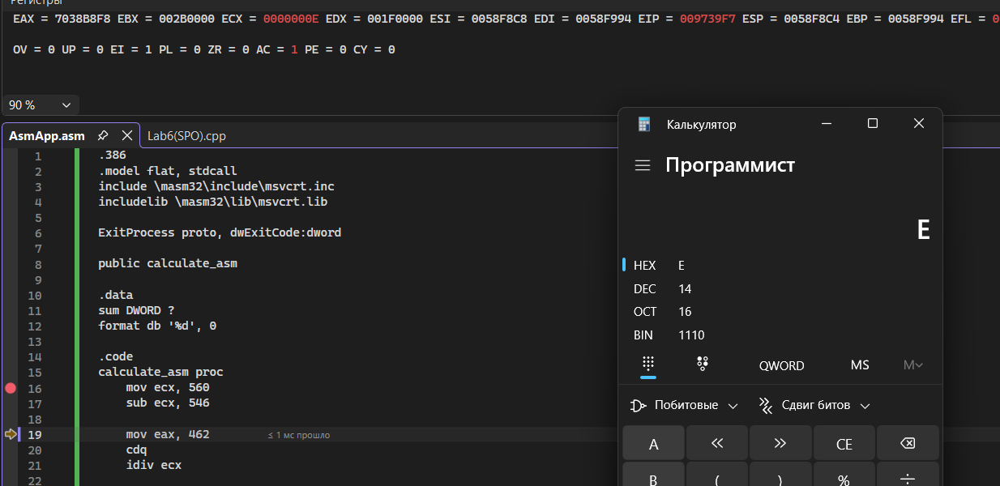 Регистры
EAX = 7038B8F8 EBX = 002B0000 ECX = 0000000E EDX = 001F0000 ESI = 0058F8C8 EDI = 0058F994 EIP = 009739F7 ESP = 0058F8C4 EBP = 0058F994 EFL = 0
OV = 0 UP = 0 EI = 1 PL = 0 ZR = 0 AC = 1 PE = 0 CY = 0
90 %
AsmApp.asm Lab6(SPO).cpp
1 .386
2 .model flat, stdcall
3 include \masm32\include\msvcrt.inc
4 includelib \masm32\lib\msvcrt.lib
5
6 ExitProcess proto, dwExitCode:dword
7
8 public calculate_asm
9
10 .data
11 sum DWORD ?
12 format db '%d', 0
13
14 .code
15 calculate_asm proc
16 mov ecx, 560
17 sub ecx, 546
18
19 mov eax, 462 ≤ 1 мс прошло
20 cdq
21 idiv ecx
22
Калькулятор
Программист
E
HEX E
DEC 14
OCT 16
BIN 1110
QWORD MS M
Побитовые Сдвиг битов
A << >> CE
B ( ) % ÷